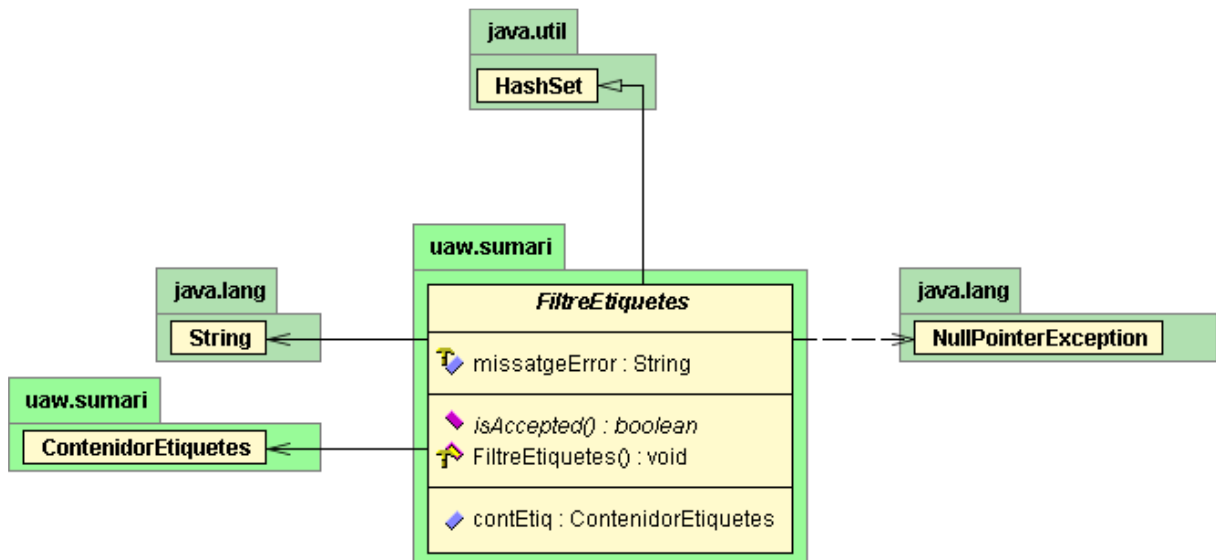 java.util
HashSet
uaw.sumari
FiltreEtiquetes
java.lang
String
java.lang
NullPointerException
missatgeError : String
uaw.sumari
ContenidorEtiquetes
isAccepted() : boolean
FiltreEtiquetes() : void
contEtiq : ContenidorEtiquetes